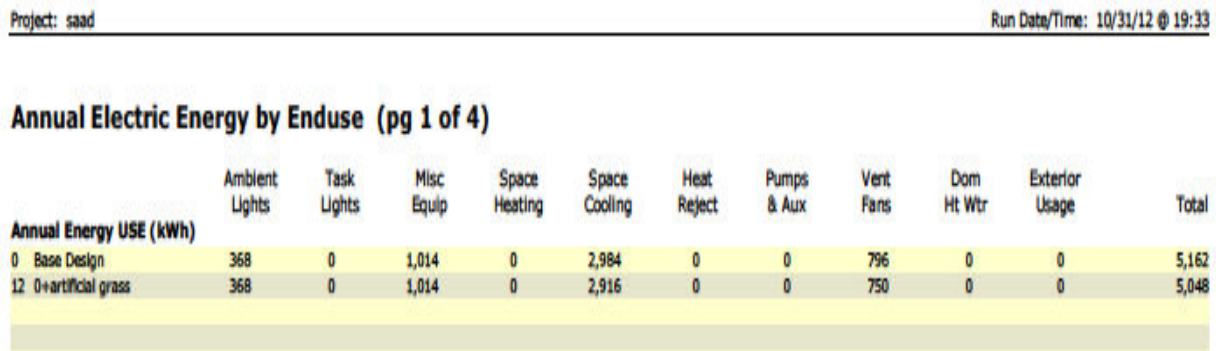 Project: saad Run Date/Time: 10/31/12 @ 19:33
Annual Electric Energy by Enduse (pg 1 of 4)
Ambient Task Misc Space Space Heat Pumps Vent Dom Exterior
Lights Lights Equip Heating Cooling Reject & Aux Fans Ht Wtr Usage Total
Annual Energy USE (kWh)
0 Base Design 368 0 1,014 0 2,984 0 0 796 0 0 5,162
12 0+artificial grass 368 0 1,014 0 2,916 0 0 750 0 0 5,048